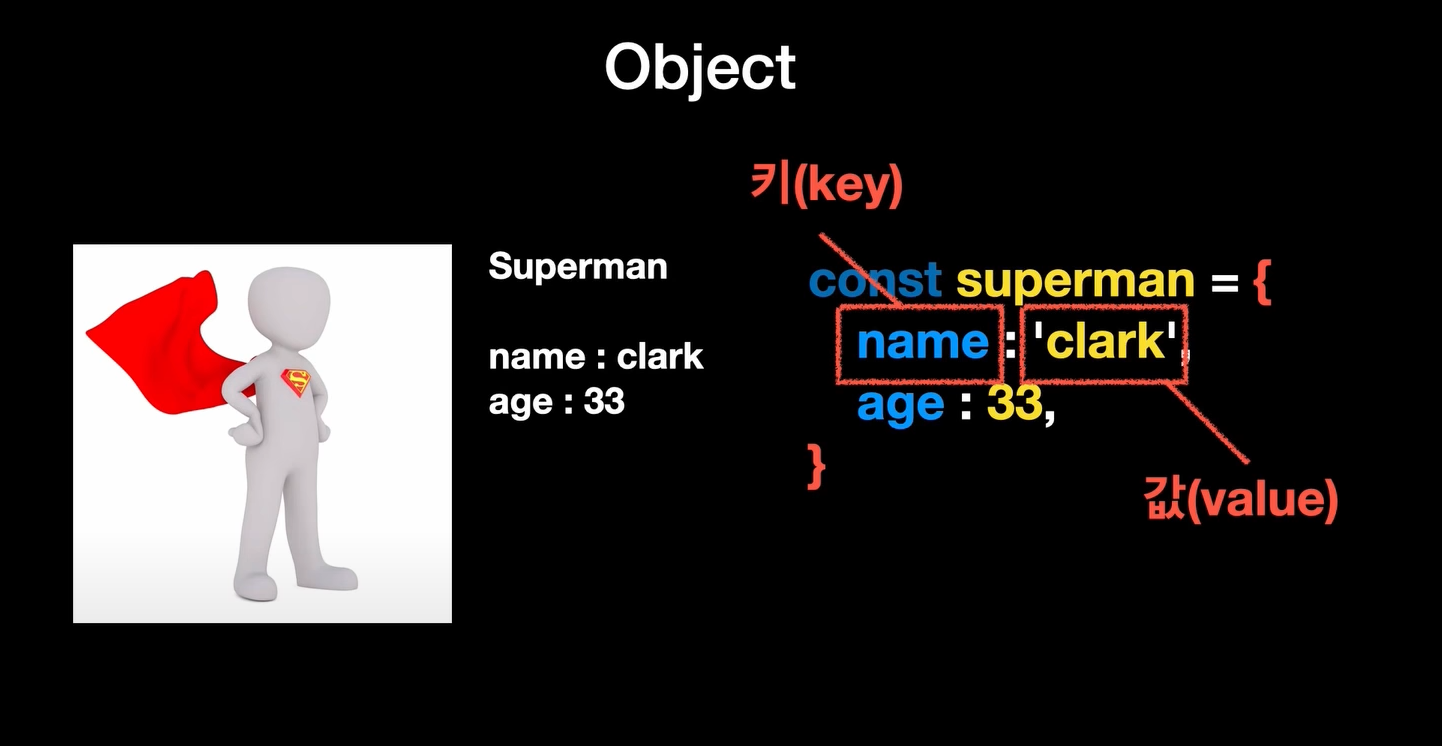 Object
키(key)
Superman
name : clark
age : 33
const superman = {
name : 'clark',
age : 33,
}
값(value)
S